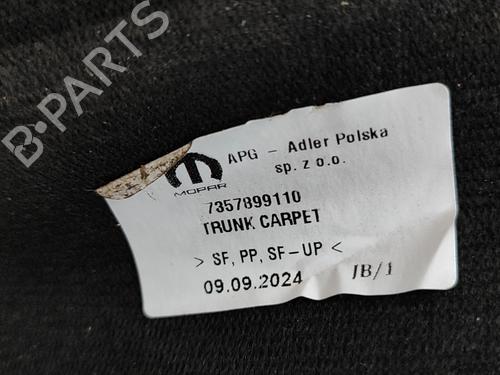 B-PARTS
APG - Adler Polska
sp. z o.o.
MOPAR
7357899110
TRUNK CARPET
> SF, PP, SF-UP <
09.09.2024 JB/1